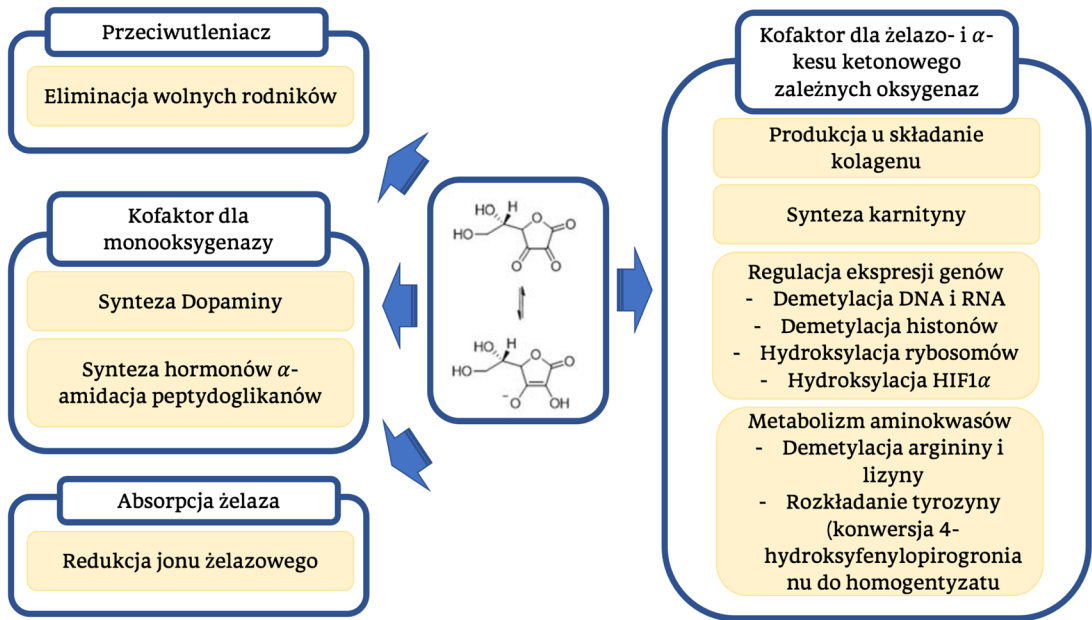 Przeciwutleniacz
Eliminacja wolnych rodników
Kofaktor dla
monooksygenazy
Synteza Dopaminy
Synteza hormonów α-
amidacja peptydoglikanów
Absorpcja żelaza
Redukcja jonu żelazowego
HO
H
O
O
HO
O
O
HO
H
O
O
HO
⁻O
OH
Kofaktor dla żelazo- i α-
kesu ketonowego
zależnych oksygenaz
Produkcja u składanie
kolagenu
Synteza karnityny
Regulacja ekspresji genów
- Demetylacja DNA i RNA
- Demetylacja histonów
- Hydroksylacja rybosomów
- Hydroksylacja HIF1α
Metabolizm aminokwasów
- Demetylacja argininy i
lizyny
- Rozkładanie tyrozyny
(konwersja 4-
hydroksyfenylopirogronia
nu do homogentyzatu